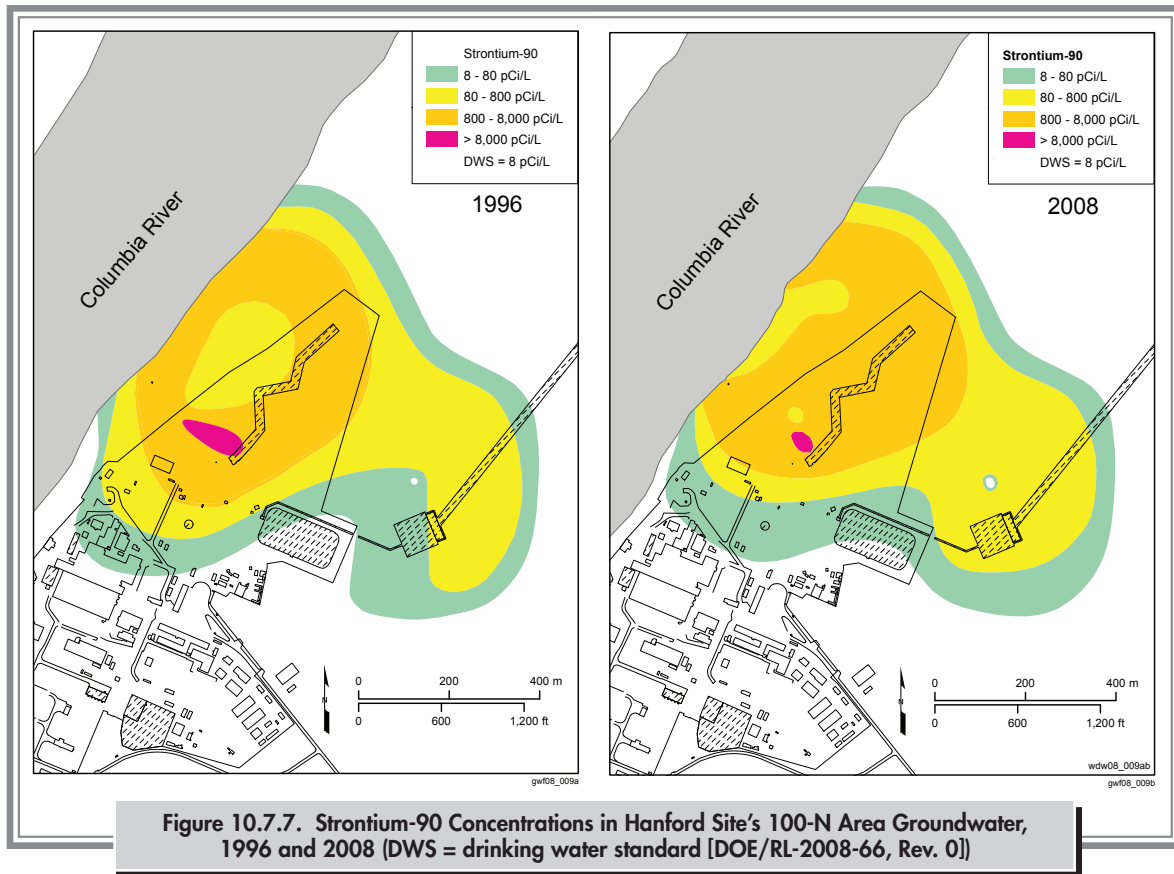 Strontium-90
8 - 80 pCi/L
80 - 800 pCi/L
800 - 8,000 pCi/L
> 8,000 pCi/L
DWS = 8 pCi/L
1996
Columbia River
N
0 200 400 m
0 600 1,200 ft
gwf08_009a
Strontium-90
8 - 80 pCi/L
80 - 800 pCi/L
800 - 8,000 pCi/L
> 8,000 pCi/L
DWS = 8 pCi/L
2008
Columbia River
N
0 200 400 m
0 600 1,200 ft
wdw08_009ab
gwf08_009b
Figure 10.7.7. Strontium-90 Concentrations in Hanford Site's 100-N Area Groundwater,
1996 and 2008 (DWS = drinking water standard [DOE/RL-2008-66, Rev. 0])